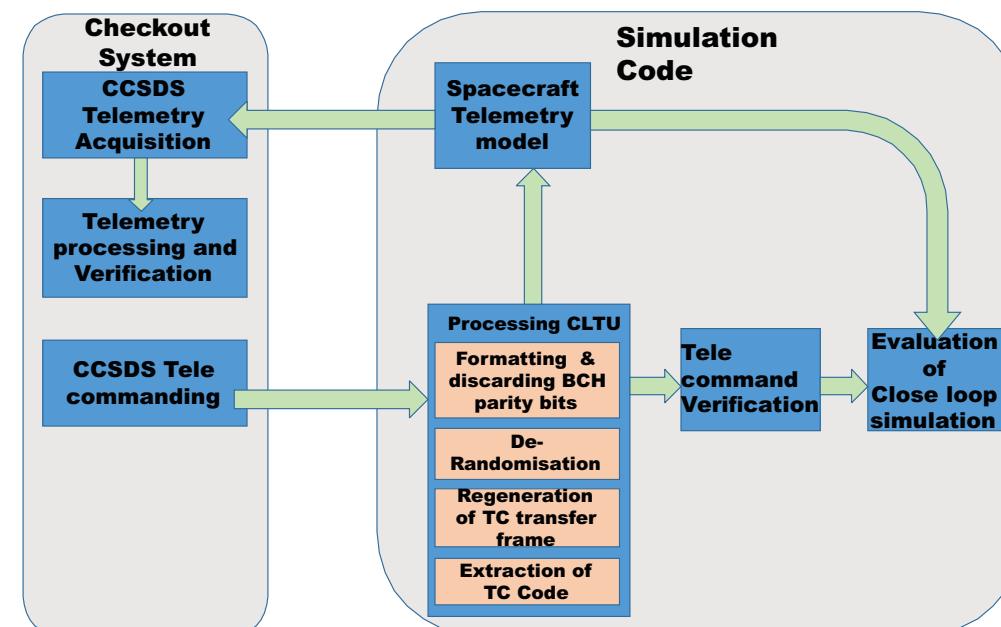 Checkout
System
CCSDS
Telemetry
Acquisition
Telemetry
processing and
Verification
CCSDS Tele
commanding
Simulation
Code
Spacecraft
Telemetry
model
Processing CLTU
Formatting &
discarding BCH
parity bits
De-
Randomisation
Regeneration
of TC transfer
frame
Extraction of
TC Code
Tele
command
Verification
Evaluation
of
Close loop
simulation